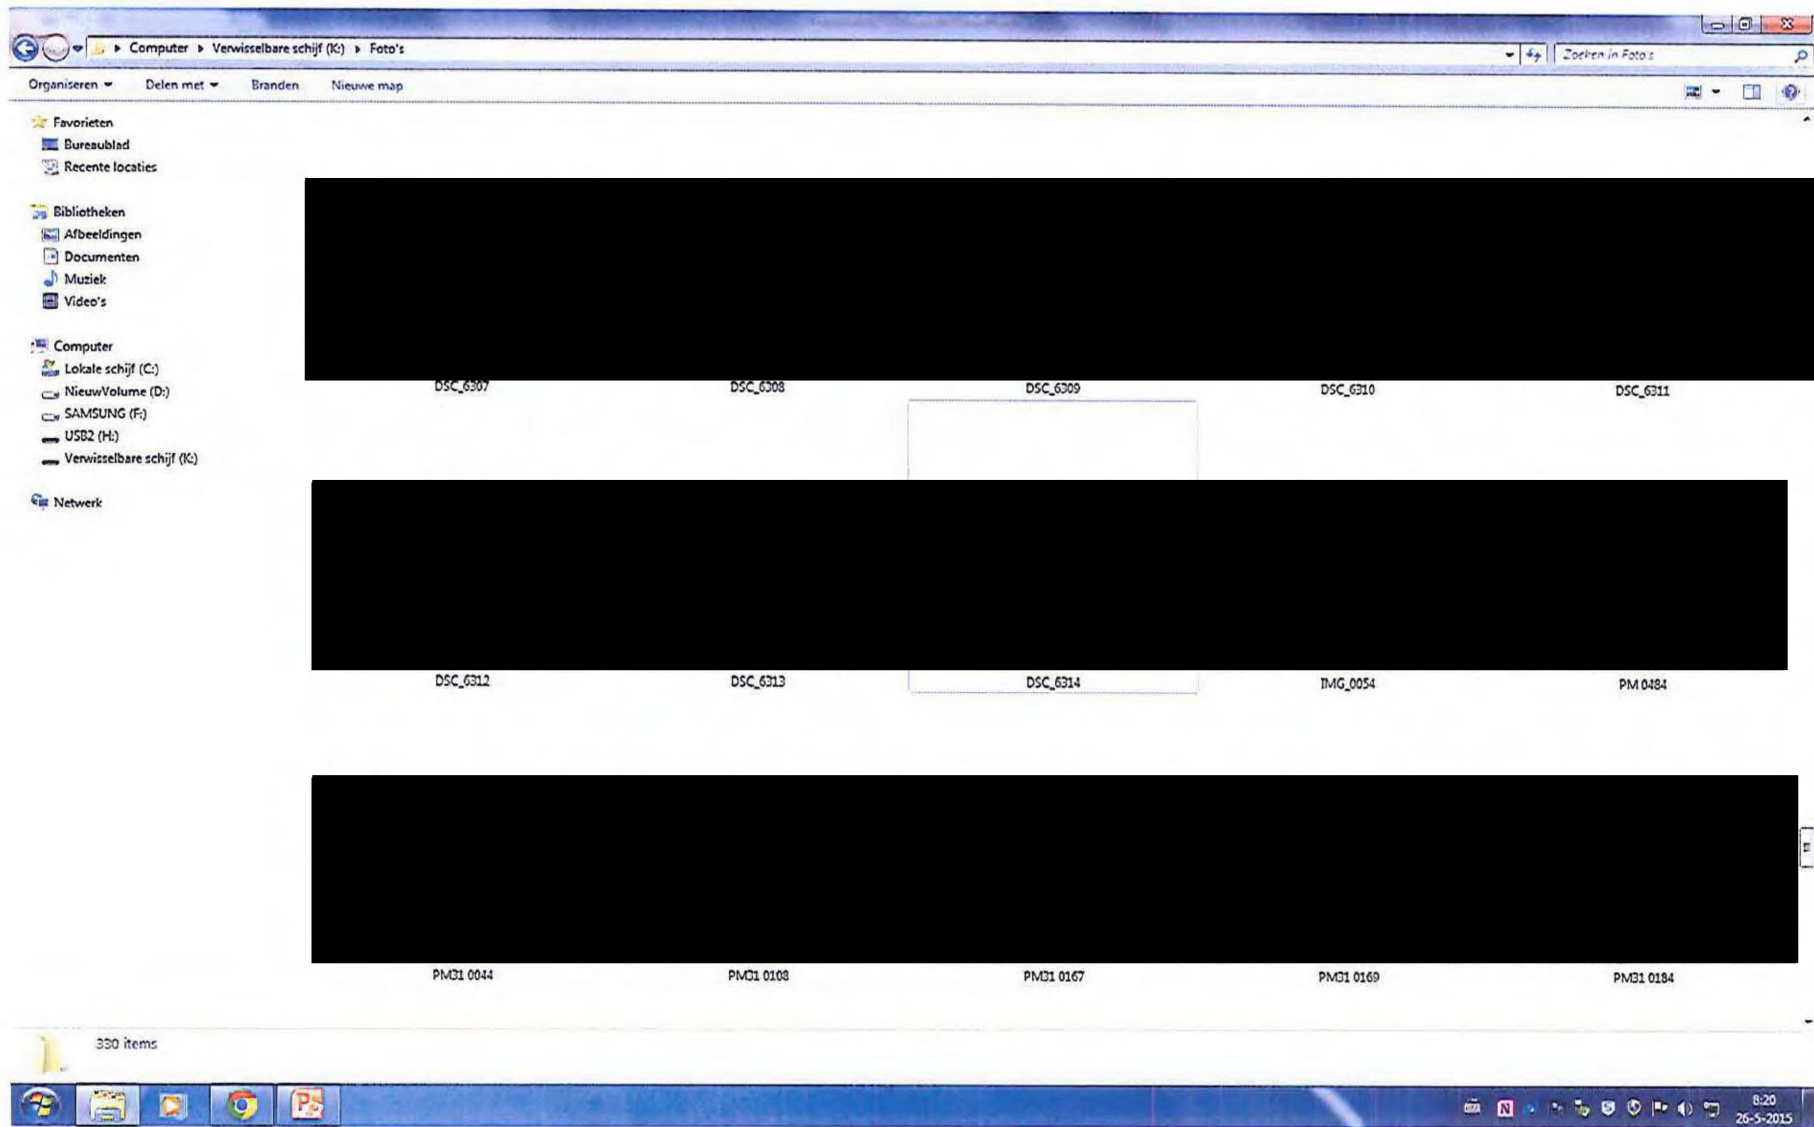 Computer ▸ Verwisselbare schijf (K:) ▸ Foto's
Zoeken in Foto's
Organiseren Delen met Branden Nieuwe map
Favorieten
Bureaublad
Recente locaties
Bibliotheken
Afbeeldingen
Documenten
Muziek
Video's
Computer
Lokale schijf (C:)
NieuwVolume (D:)
SAMSUNG (F:)
USB2 (H:)
Verwisselbare schijf (K:)
Netwerk
DSC_6307 DSC_6308 DSC_6309 DSC_6310 DSC_6311
DSC_6312 DSC_6313 DSC_6314 IMG_0054 PM 0484
PM31 0044 PM31 0108 PM31 0167 PM31 0169 PM31 0184
330 items
8:20
26-5-2015